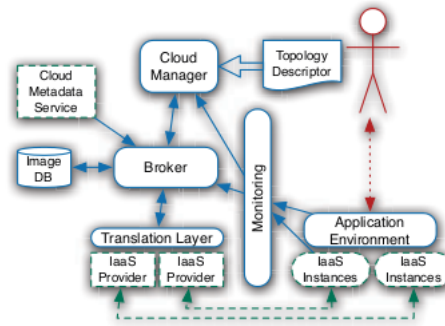 Cloud
Manager
Topology
Descriptor
Cloud
Metadata
Service
Image
DB
Broker
Monitoring
Translation Layer
Application
Environment
IaaS
Provider
IaaS
Provider
IaaS
Instances
IaaS
Instances